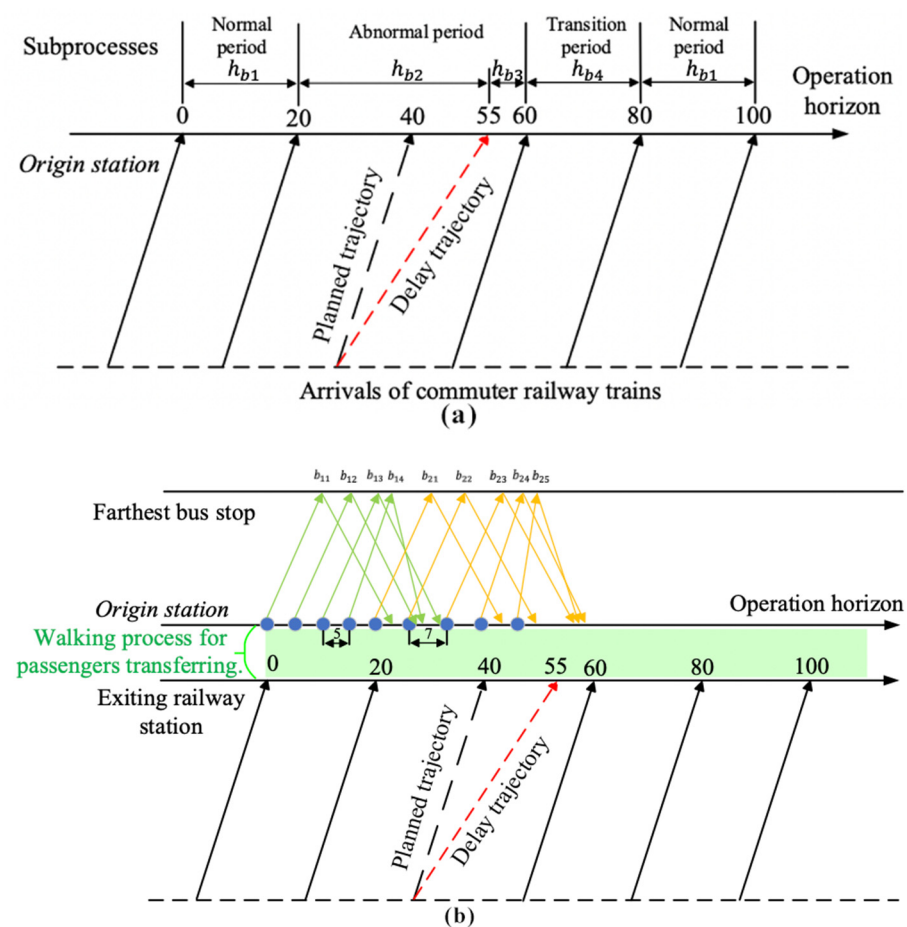 Subprocesses
Normal period
Abnormal period
Transition period
Normal period
h_{b1}
h_{b2}
h_{b3}
h_{b4}
h_{b1}
Operation horizon
0
20
40
55
60
80
100
Origin station
Planned trajectory
Delay trajectory
Arrivals of commuter railway trains
(a)
b_{11}
b_{12}
b_{13}
b_{14}
b_{21}
b_{22}
b_{23}
b_{24}
b_{25}
Farthest bus stop
Origin station
Operation horizon
5
7
Walking process for
passengers transferring.
0
20
40
55
60
80
100
Exiting railway
station
Planned trajectory
Delay trajectory
(b)